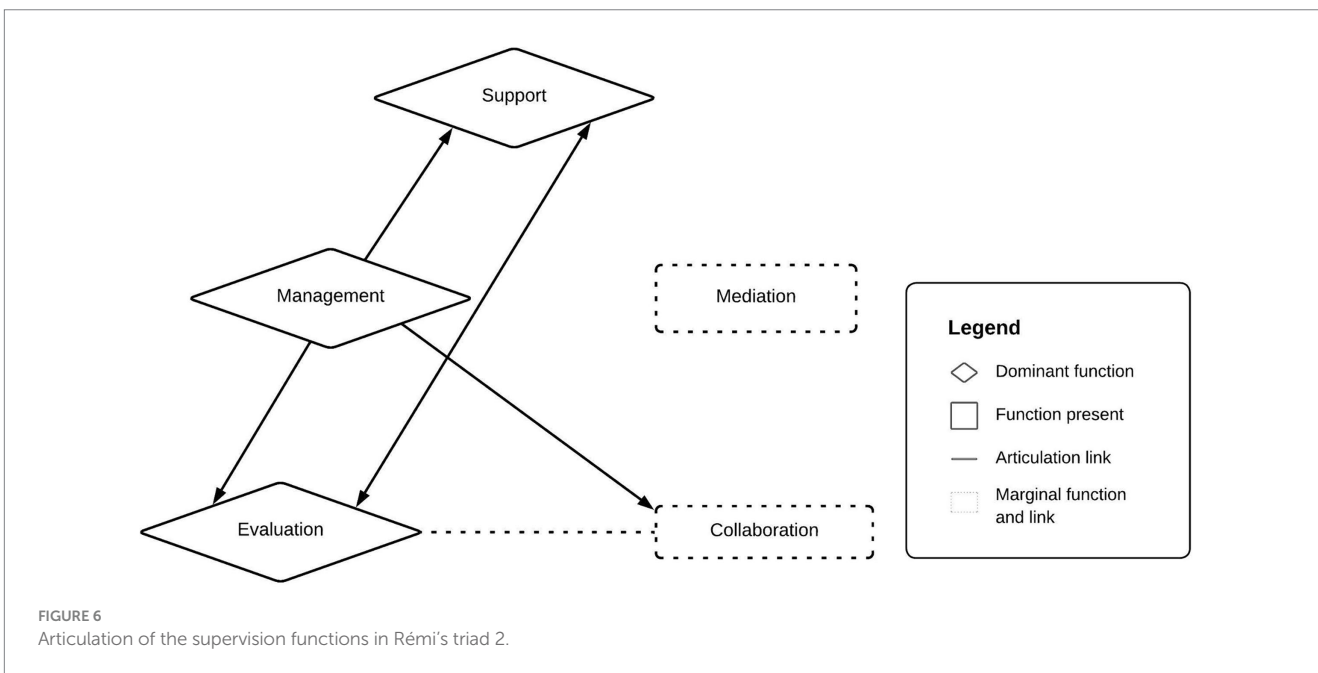 Support
Management
Mediation
Evaluation
Collaboration
Legend
Dominant function
Function present
Articulation link
Marginal function
and link
FIGURE 6
Articulation of the supervision functions in Rémi's triad 2.